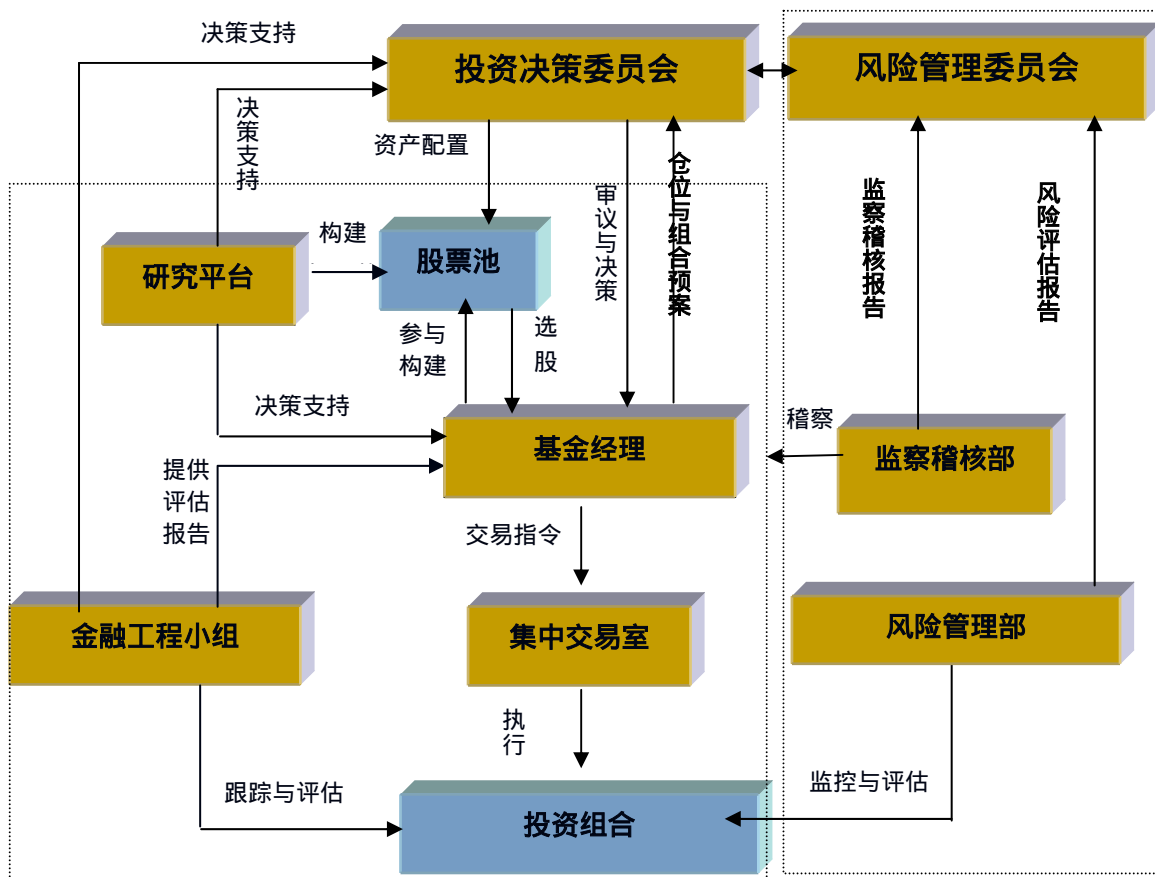 决策支持
投资决策委员会
风险管理委员会
决策支持
资产配置
审议与决策
仓位与组合预案
监察稽核报告
风险评估报告
研究平台
构建
股票池
参与
构建
选
股
决策支持
基金经理
稽察
监察稽核部
提供
评估
报告
交易指令
金融工程小组
集中交易室
风险管理部
执
行
跟踪与评估
投资组合
监控与评估